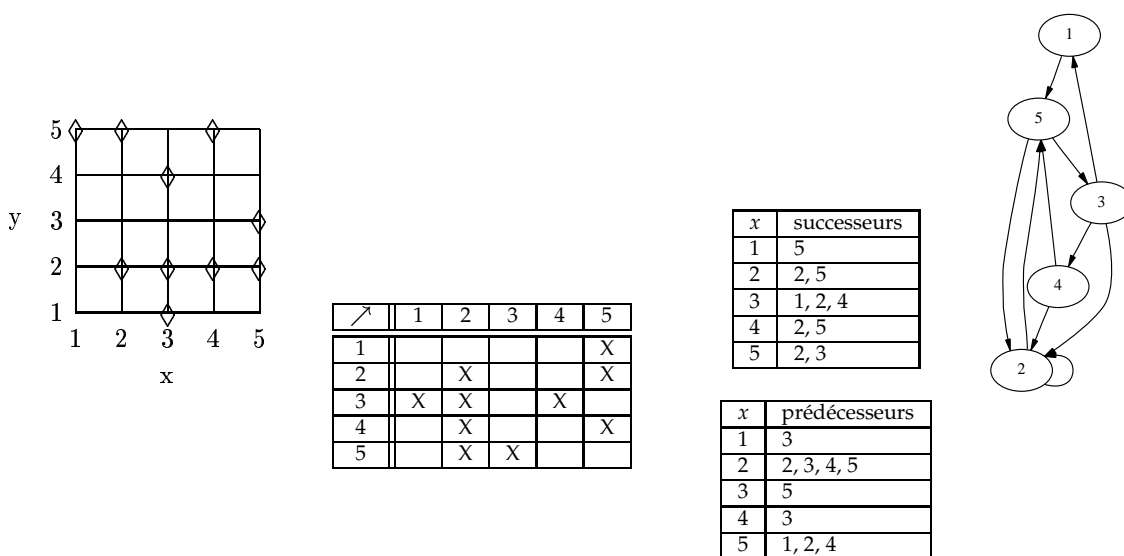 5
4
y 3
2
1
1 2 3 4 5
x
↗ 1 2 3 4 5
1 X
2 X X
3 X X X
4 X X
5 X X
x successeurs
1 5
2 2, 5
3 1, 2, 4
4 2, 5
5 2, 3
x prédécesseurs
1 3
2 2, 3, 4, 5
3 5
4 3
5 1, 2, 4
1
5
3
4
2